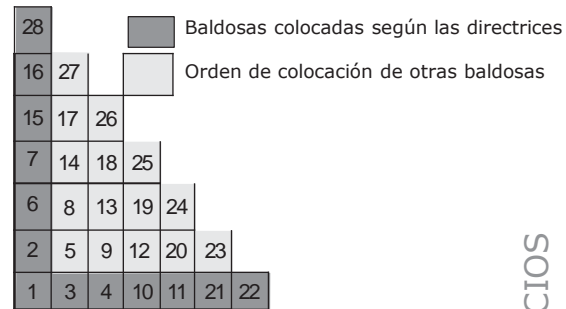 28
Baldosas colocadas según las directrices
16 27
Orden de colocación de otras baldosas
15 17 26
7 14 18 25
6 8 13 19 24
2 5 9 12 20 23
1 3 4 10 11 21 22
CIOS